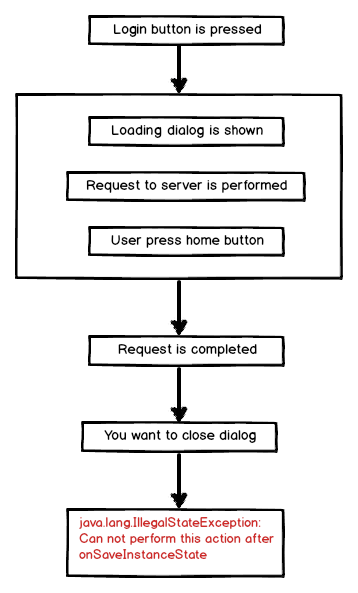 Login button is pressed
Loading dialog is shown
Request to server is performed
User press home button
Request is completed
You want to close dialog
java.lang.IllegalStateException:
Can not perform this action after
onSaveInstanceState